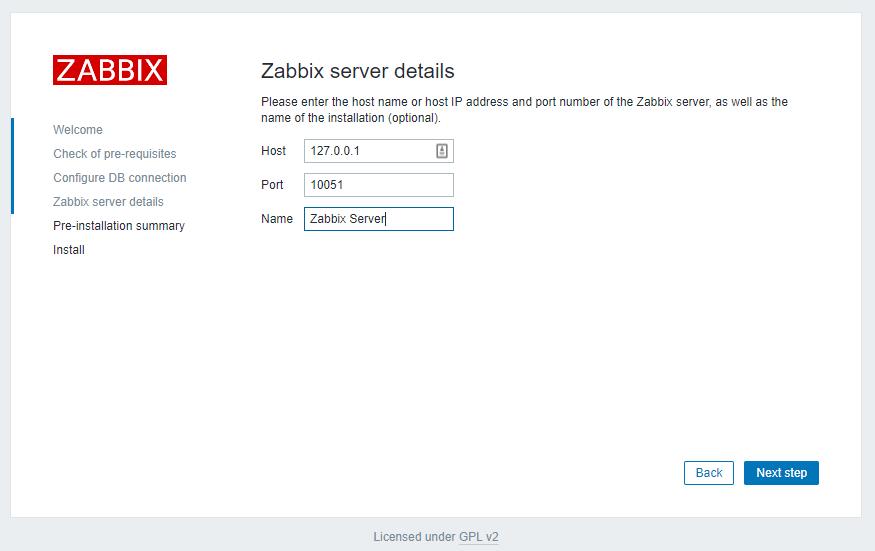 ZABBIX
Welcome
Check of pre-requisites
Configure DB connection
Zabbix server details
Pre-installation summary
Install
Zabbix server details
Please enter the host name or host IP address and port number of the Zabbix server, as well as the
name of the installation (optional).
Host 127.0.0.1
Port 10051
Name Zabbix Server
Back Next step
Licensed under GPL v2